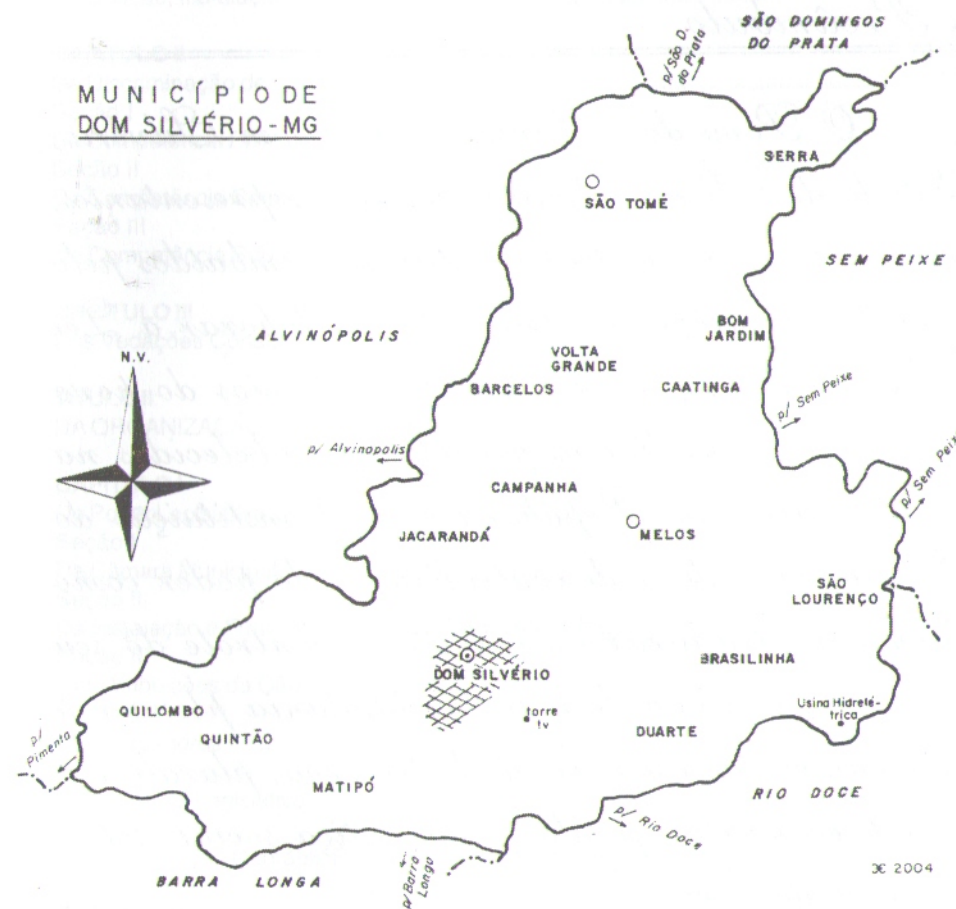 SÃO DOMINGOS
DO PRATA
p/ São D.
do Prata
MUNICÍPIO DE
DOM SILVÉRIO - MG
SERRA
SÃO TOMÉ
SEM PEIXE
ALVINÓPOLIS
BOM
JARDIM
VOLTA
GRANDE
N.V.
BARCELOS
CAATINGA
p/ Sem Peixe
p/ Alvinopolis
p/ Sem Peixe
CAMPANHA
JACARANDÁ
MELOS
SÃO
LOURENÇO
BRASILINHA
DOM SILVÉRIO
QUILOMBO
torre
tv
Usina Hidrelé-
trica
p/
Pimenta
QUINTÃO
DUARTE
MATIPÓ
RIO DOCE
p/ Rio Doce
p/ Barra
Longa
BARRA LONGA
2004